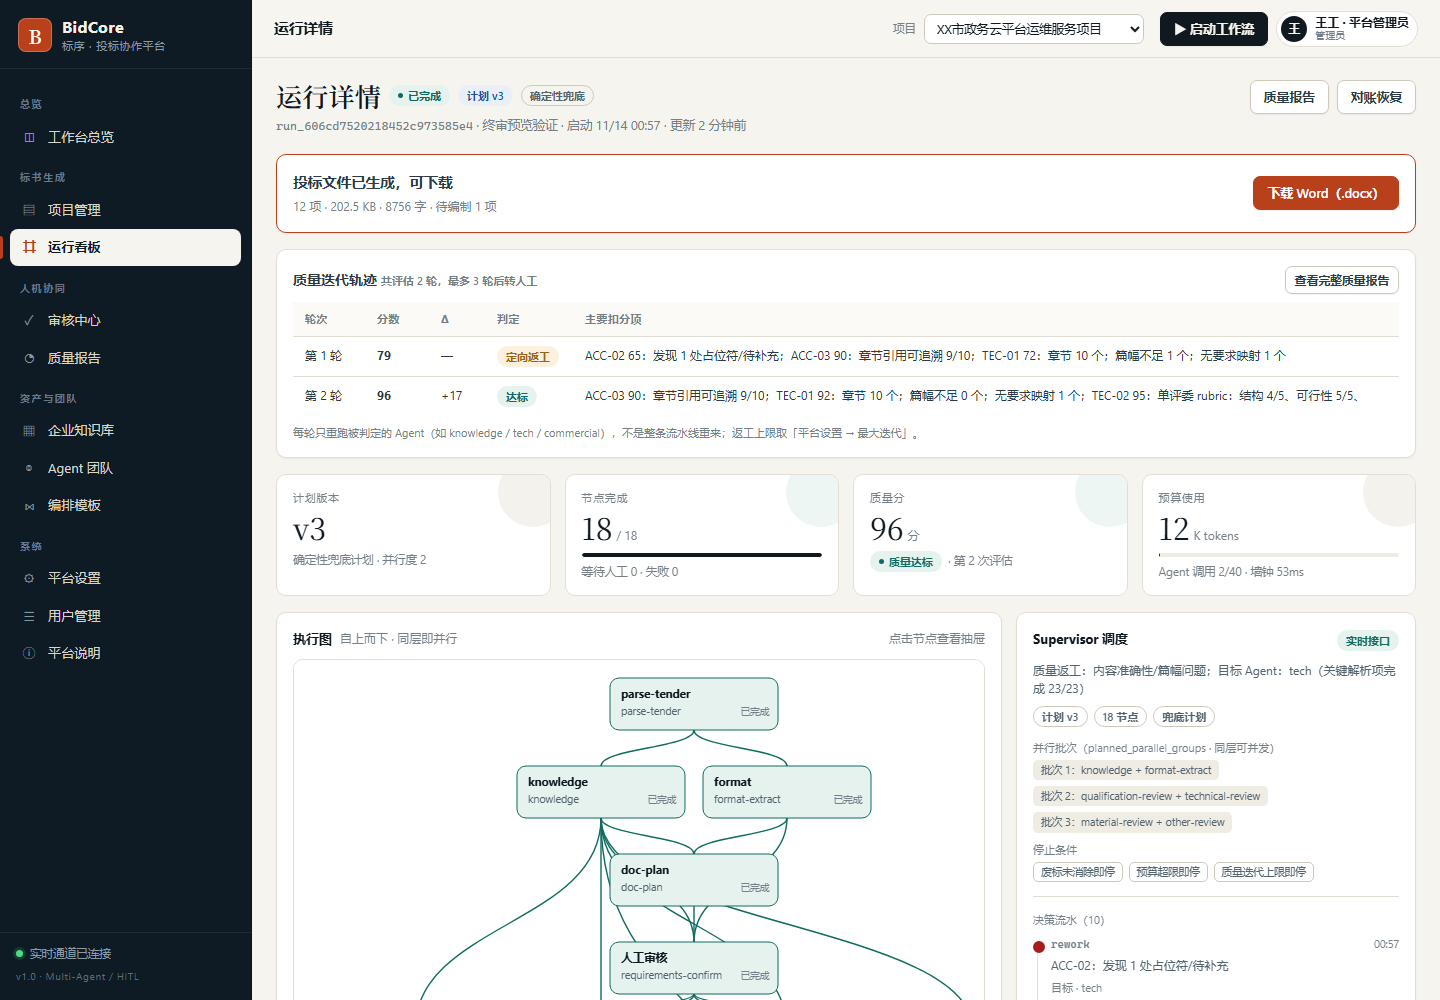 B
BidCore
标序 · 投标协作平台
总览
工作台总览
标书生成
项目管理
运行看板
人机协同
审核中心
质量报告
资产与团队
企业知识库
Agent 团队
编排模板
系统
平台设置
用户管理
平台说明
实时通道已连接
v1.0 · Multi-Agent / HITL
运行详情
项目
XX市政务云平台运维服务项目
▶ 启动工作流
王
王工 · 平台管理员
管理员
运行详情
已完成
计划 v3
确定性兜底
run_606cd7520218452c973585e4 · 终审预览验证 · 启动 11/14 00:57 · 更新 2 分钟前
质量报告
对账恢复
投标文件已生成，可下载
12 项 · 202.5 KB · 8756 字 · 待编制 1 项
下载 Word（.docx）
质量迭代轨迹 共评估 2 轮，最多 3 轮后转人工
查看完整质量报告
轮次 分数 Δ 判定 主要扣分项
第 1 轮 79 — 定向返工 ACC-02 65：发现 1 处占位符/待补充；ACC-03 90：章节引用可追溯 9/10；TEC-01 72：章节 10 个；篇幅不足 1 个；无要求映射 1 个
第 2 轮 96 +17 达标 ACC-03 90：章节引用可追溯 9/10；TEC-01 92：章节 10 个；篇幅不足 0 个；无要求映射 1 个；TEC-02 95：单评委 rubric：结构 4/5、可行性 5/5、
每轮只重跑被判定的 Agent（如 knowledge / tech / commercial），不是整条流水线重来；返工上限取「平台设置 → 最大迭代」。
计划版本
v3
确定性兜底计划 · 并行度 2
节点完成
18 / 18
等待人工 0 · 失败 0
质量分
96 分
质量达标 · 第 2 次评估
预算使用
12 K tokens
Agent 调用 2/40 · 墙钟 53ms
执行图 自上而下 · 同层即并行
点击节点查看抽屉
parse-tender
parse-tender 已完成
knowledge
knowledge 已完成
format
format-extract 已完成
doc-plan
doc-plan 已完成
人工审核
requirements-confirm 已完成
Supervisor 调度
实时接口
质量返工：内容准确性/篇幅问题；目标 Agent：tech（关键解析项完
成 23/23）
计划 v3
18 节点
兜底计划
并行批次（planned_parallel_groups · 同层可并发）
批次 1：knowledge + format-extract
批次 2：qualification-review + technical-review
批次 3：material-review + other-review
停止条件
废标未消除即停
预算超限即停
质量迭代上限即停
决策流水（10）
rework 00:57
ACC-02：发现 1 处占位符/待补充
目标 · tech